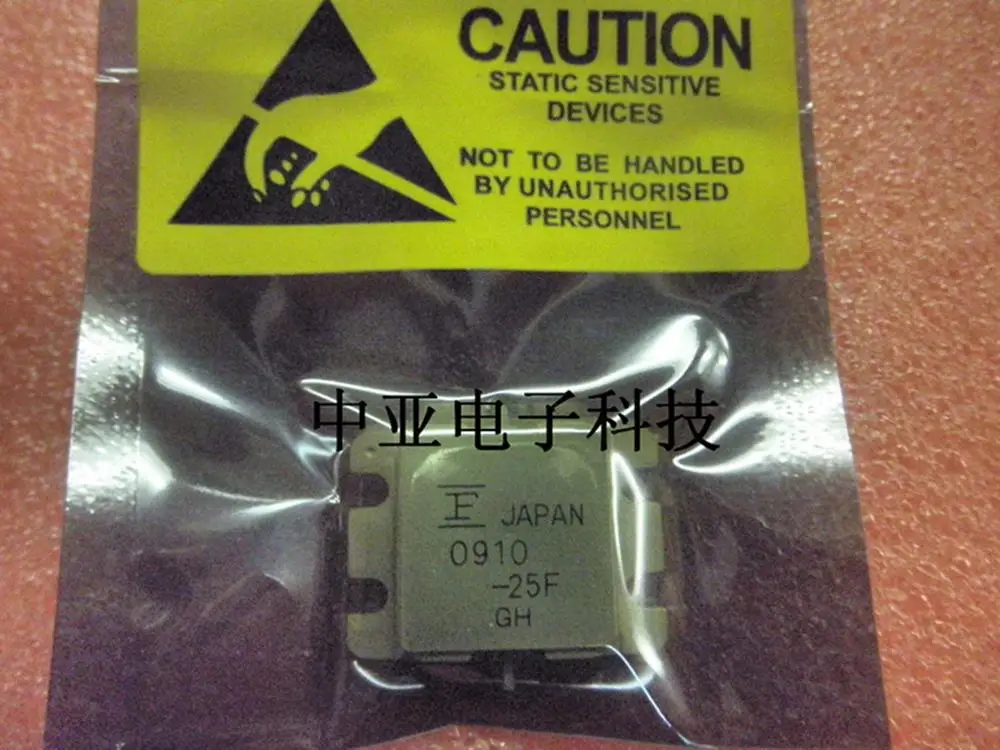 CAUTION
STATIC SENSITIVE
DEVICES
NOT TO BE HANDLED
BY UNAUTHORISED
PERSONNEL
中亚电子科技
F JAPAN
0910
-25F
GH